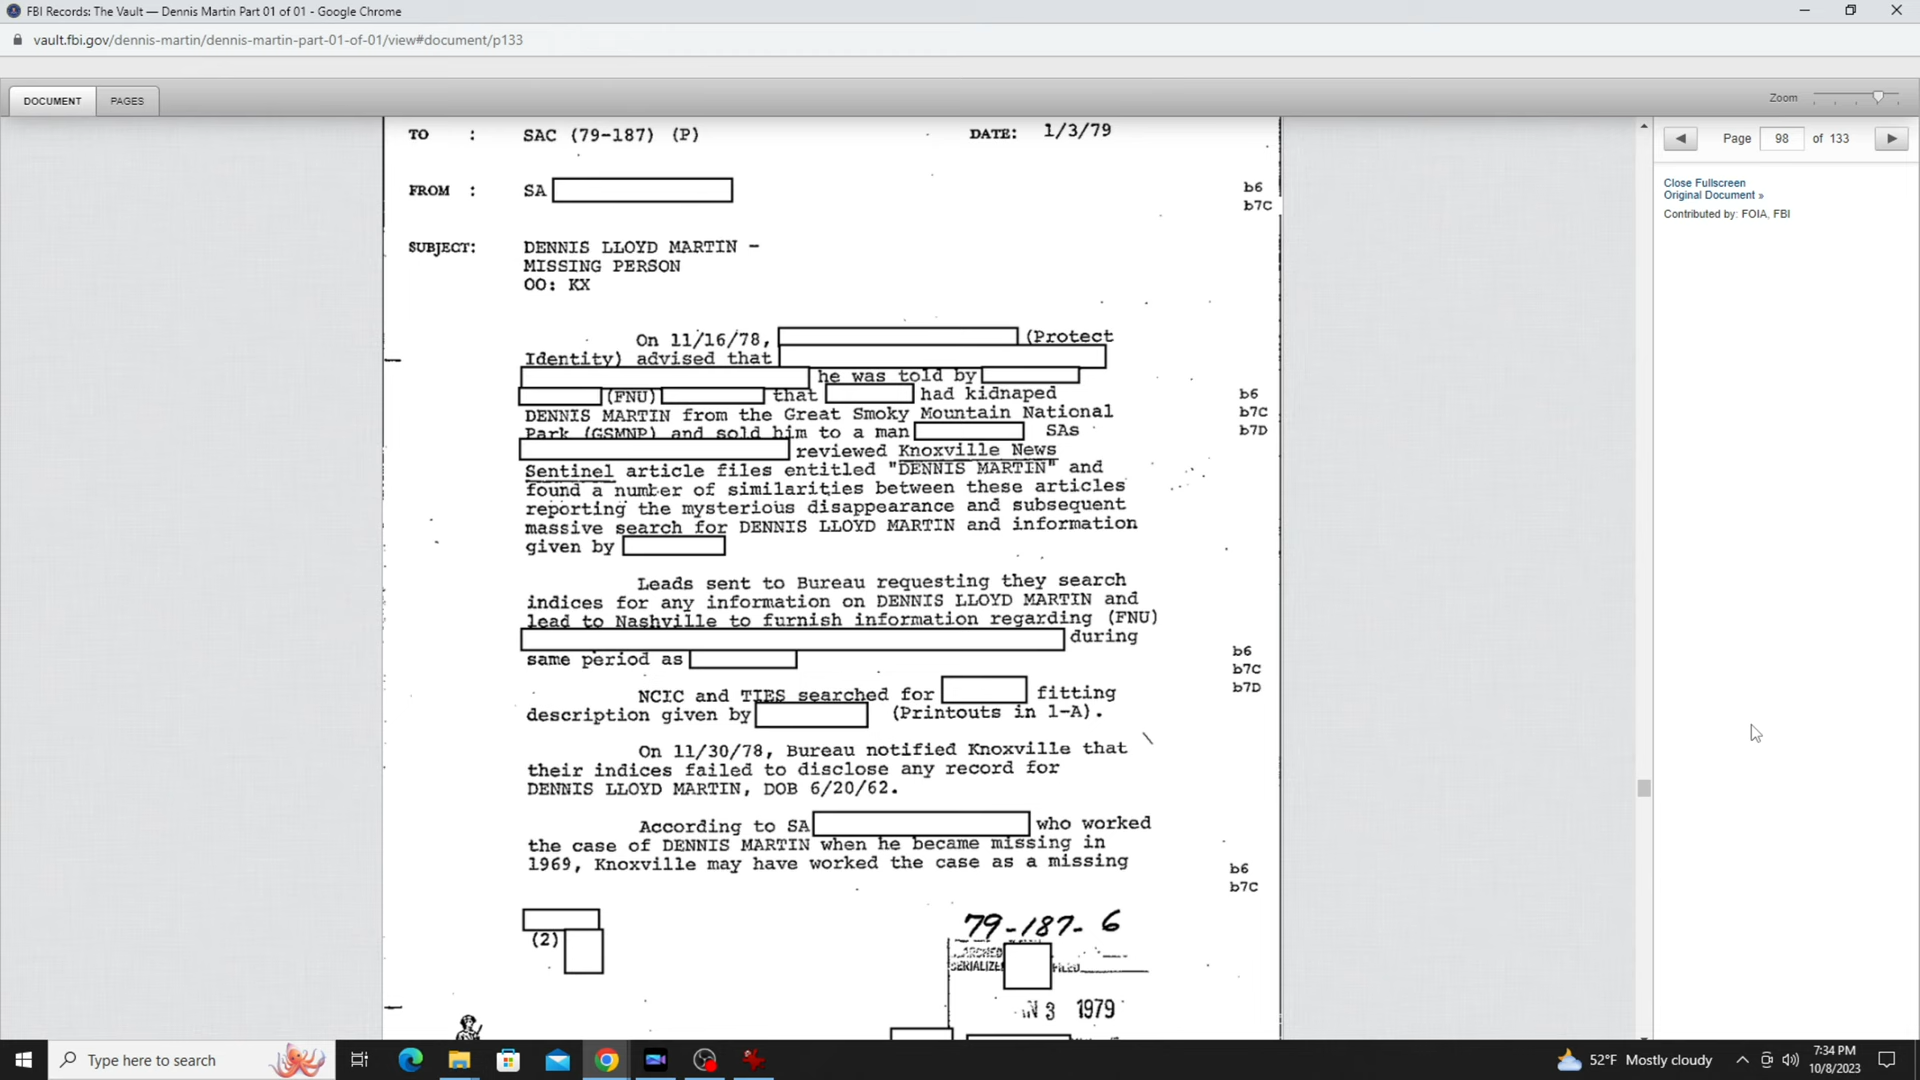 FBI Records: The Vault — Dennis Martin Part 01 of 01 - Google Chrome
vault.fbi.gov/dennis-martin/dennis-martin-part-01-of-01/view#document/p133
DOCUMENT PAGES
Zoom
Page 98 of 133
Close Fullscreen
Original Document »
Contributed by: FOIA, FBI
TO : SAC (79-187) (P) DATE: 1/3/79
FROM : SA
b6
b7C
SUBJECT: DENNIS LLOYD MARTIN -
MISSING PERSON
OO: KX
On 11/16/78, (Protect
Identity) advised that
he was told by
(FNU) that had kidnaped
DENNIS MARTIN from the Great Smoky Mountain National
Park (GSMNP) and sold him to a man SAs
reviewed Knoxville News
Sentinel article files entitled "DENNIS MARTIN" and
found a number of similarities between these articles
reporting the mysterious disappearance and subsequent
massive search for DENNIS LLOYD MARTIN and information
given by
b6
b7C
b7D
Leads sent to Bureau requesting they search
indices for any information on DENNIS LLOYD MARTIN and
lead to Nashville to furnish information regarding (FNU)
during
same period as
b6
b7C
b7D
NCIC and TIES searched for fitting
description given by (Printouts in 1-A).
On 11/30/78, Bureau notified Knoxville that
their indices failed to disclose any record for
DENNIS LLOYD MARTIN, DOB 6/20/62.
According to SA who worked
the case of DENNIS MARTIN when he became missing in
1969, Knoxville may have worked the case as a missing
b6
b7C
(2)
79-187-6
1979
Type here to search
52°F Mostly cloudy
7:34 PM
10/8/2023